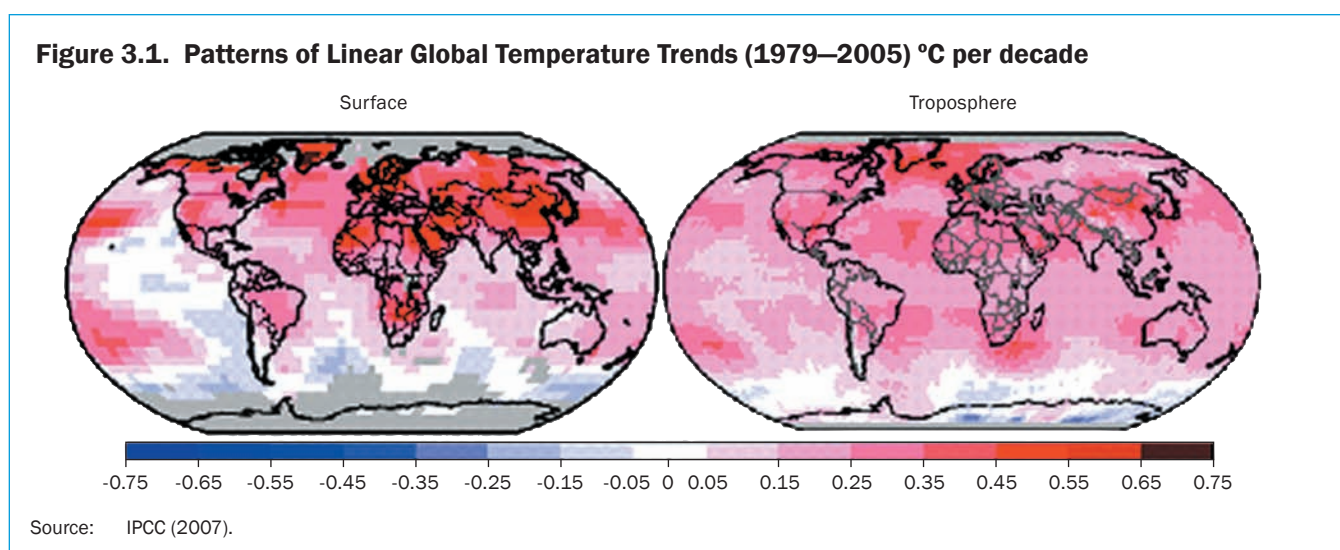 Figure 3.1. Patterns of Linear Global Temperature Trends (1979—2005) ºC per decade
Surface
Troposphere
-0.75 -0.65 -0.55 -0.45 -0.35 -0.25 -0.15 -0.05 0 0.05 0.15 0.25 0.35 0.45 0.55 0.65 0.75
Source: IPCC (2007).